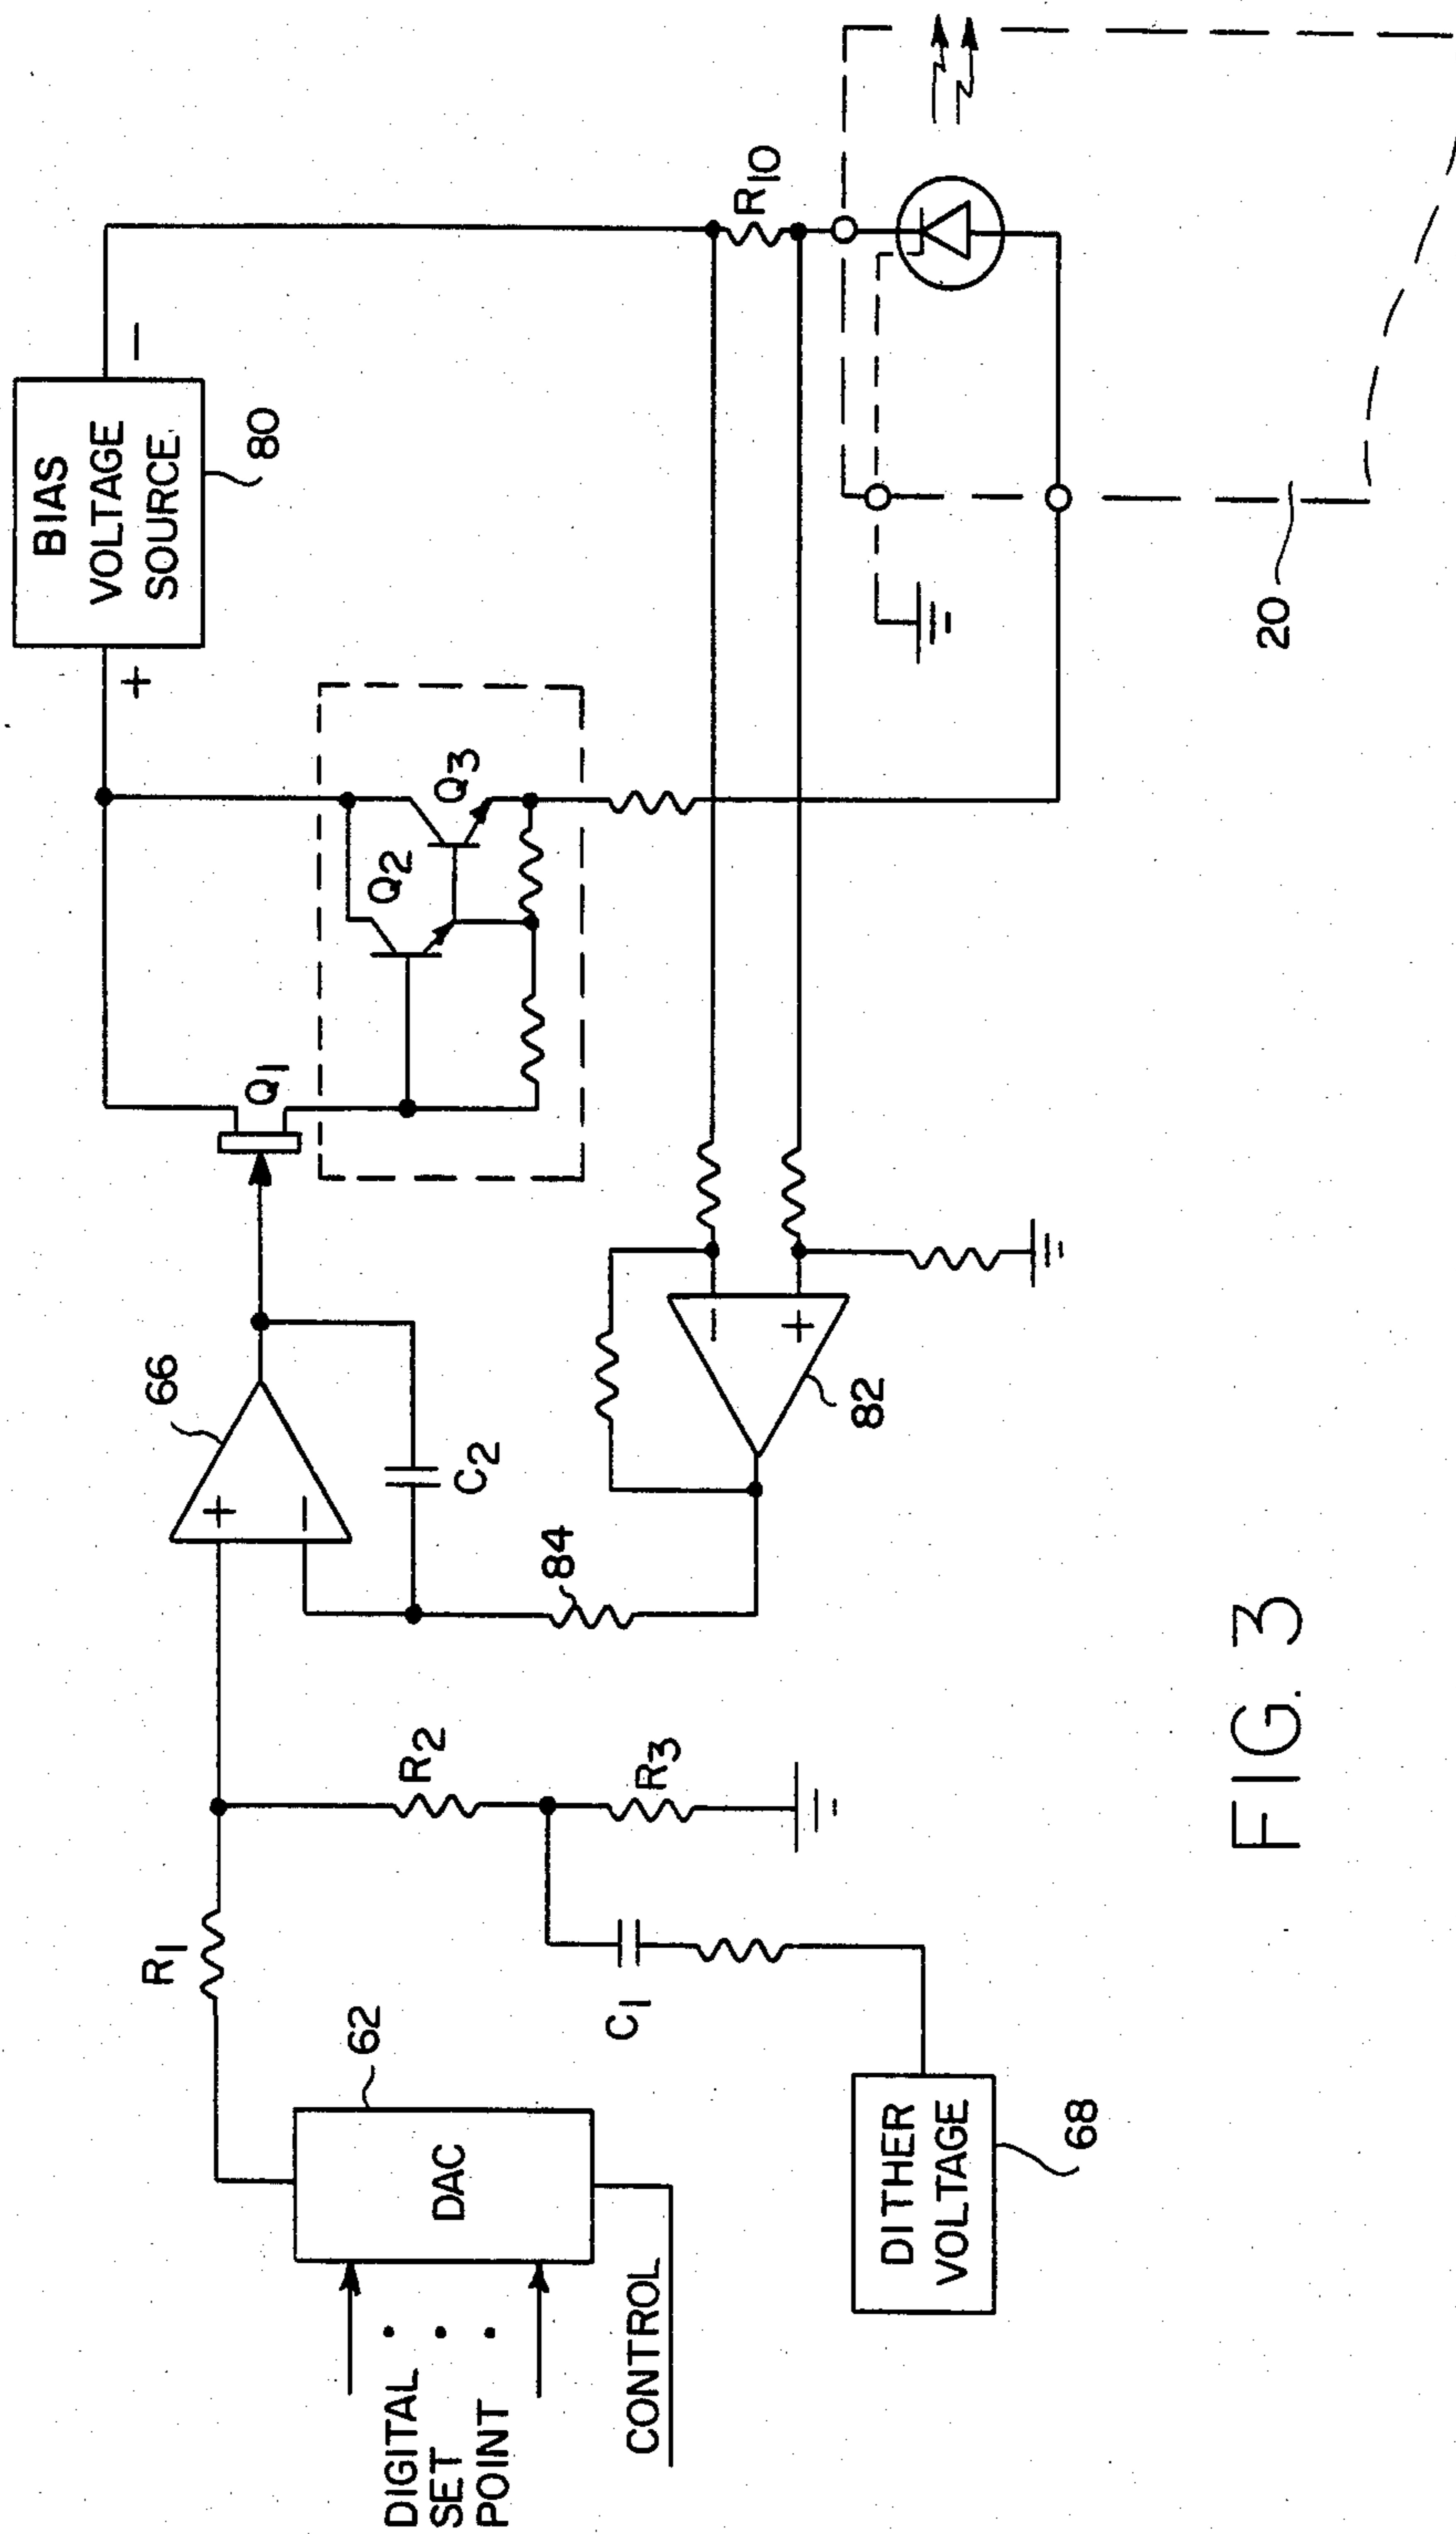 BIAS
VOLTAGE
SOURCE
80
+
−
Q1
Q2
Q3
R10
66
+
−
C2
84
−
+
82
20
R1
R2
R3
C1
62
DAC
DIGITAL
SET
POINT
CONTROL
DITHER
VOLTAGE
68
FIG. 3